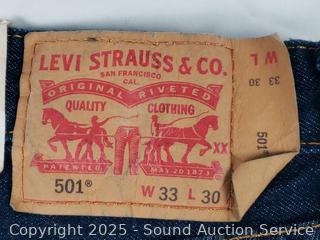 LEVI STRAUSS & CO.
SAN FRANCISCO
CAL.
ORIGINAL RIVETED
QUALITY CLOTHING
XX
PATENTED MAY 20 1873
501®
W 33 L 30
W L
33 30
501
Copyright 2025 - Sound Auction Service